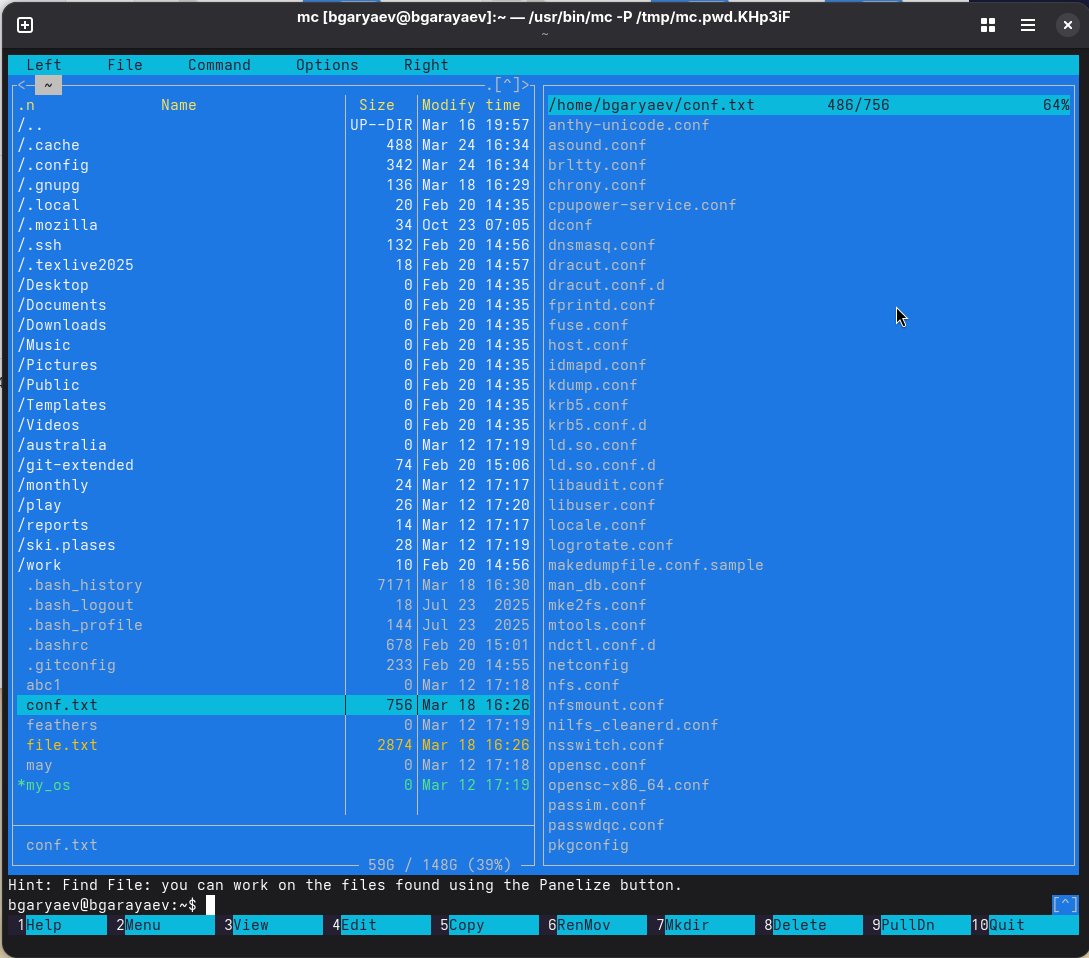 mc [bgaryaev@bgarayaev]:~ — /usr/bin/mc -P /tmp/mc.pwd.KHp3iF
~
Left File Command Options Right
<─ ~ ─.[^]>
.n Name Size Modify time
/.. UP--DIR Mar 16 19:57
/.cache 488 Mar 24 16:34
/.config 342 Mar 24 16:34
/.gnupg 136 Mar 18 16:29
/.local 20 Feb 20 14:35
/.mozilla 34 Oct 23 07:05
/.ssh 132 Feb 20 14:56
/.texlive2025 18 Feb 20 14:57
/Desktop 0 Feb 20 14:35
/Documents 0 Feb 20 14:35
/Downloads 0 Feb 20 14:35
/Music 0 Feb 20 14:35
/Pictures 0 Feb 20 14:35
/Public 0 Feb 20 14:35
/Templates 0 Feb 20 14:35
/Videos 0 Feb 20 14:35
/australia 0 Mar 12 17:19
/git-extended 74 Feb 20 15:06
/monthly 24 Mar 12 17:17
/play 26 Mar 12 17:20
/reports 14 Mar 12 17:17
/ski.plases 28 Mar 12 17:19
/work 10 Feb 20 14:56
.bash_history 7171 Mar 18 16:30
.bash_logout 18 Jul 23 2025
.bash_profile 144 Jul 23 2025
.bashrc 678 Feb 20 15:01
.gitconfig 233 Feb 20 14:55
abc1 0 Mar 12 17:18
conf.txt 756 Mar 18 16:26
feathers 0 Mar 12 17:19
file.txt 2874 Mar 18 16:26
may 0 Mar 12 17:18
*my_os 0 Mar 12 17:19
conf.txt
59G / 148G (39%)
/home/bgaryaev/conf.txt 486/756 64%
anthy-unicode.conf
asound.conf
brltty.conf
chrony.conf
cpupower-service.conf
dconf
dnsmasq.conf
dracut.conf
dracut.conf.d
fprintd.conf
fuse.conf
host.conf
idmapd.conf
kdump.conf
krb5.conf
krb5.conf.d
ld.so.conf
ld.so.conf.d
libaudit.conf
libuser.conf
locale.conf
logrotate.conf
makedumpfile.conf.sample
man_db.conf
mke2fs.conf
mtools.conf
ndctl.conf.d
netconfig
nfs.conf
nfsmount.conf
nilfs_cleanerd.conf
nsswitch.conf
opensc.conf
opensc-x86_64.conf
passim.conf
passwdqc.conf
pkgconfig
Hint: Find File: you can work on the files found using the Panelize button.
bgaryaev@bgarayaev:~$ [^]
1Help 2Menu 3View 4Edit 5Copy 6RenMov 7Mkdir 8Delete 9PullDn 10Quit